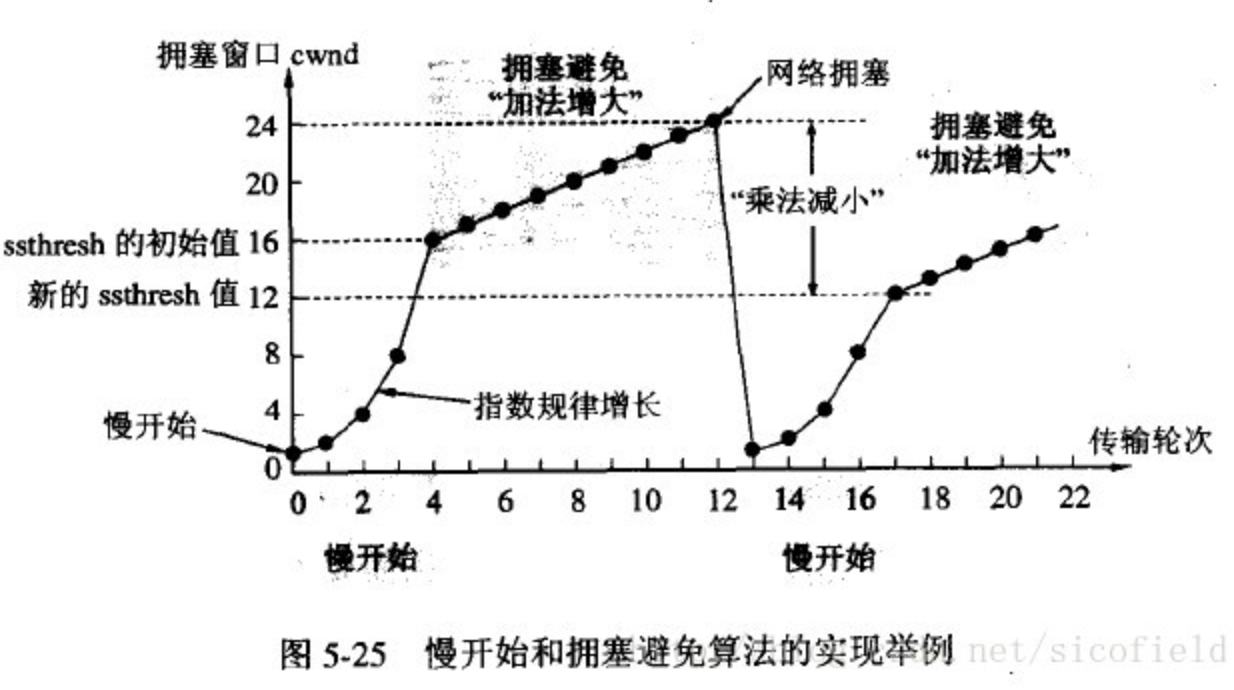 拥塞窗口 cwnd
拥塞避免
“加法增大”
网络拥塞
拥塞避免
“加法增大”
24
20
“乘法减小”
ssthresh 的初始值 16
新的 ssthresh 值 12
8
指数规律增长
4
慢开始
传输轮次
0
0 2 4 6 8 10 12 14 16 18 20 22
慢开始
慢开始
图 5-25 慢开始和拥塞避免算法的实现举例
net/sicofield